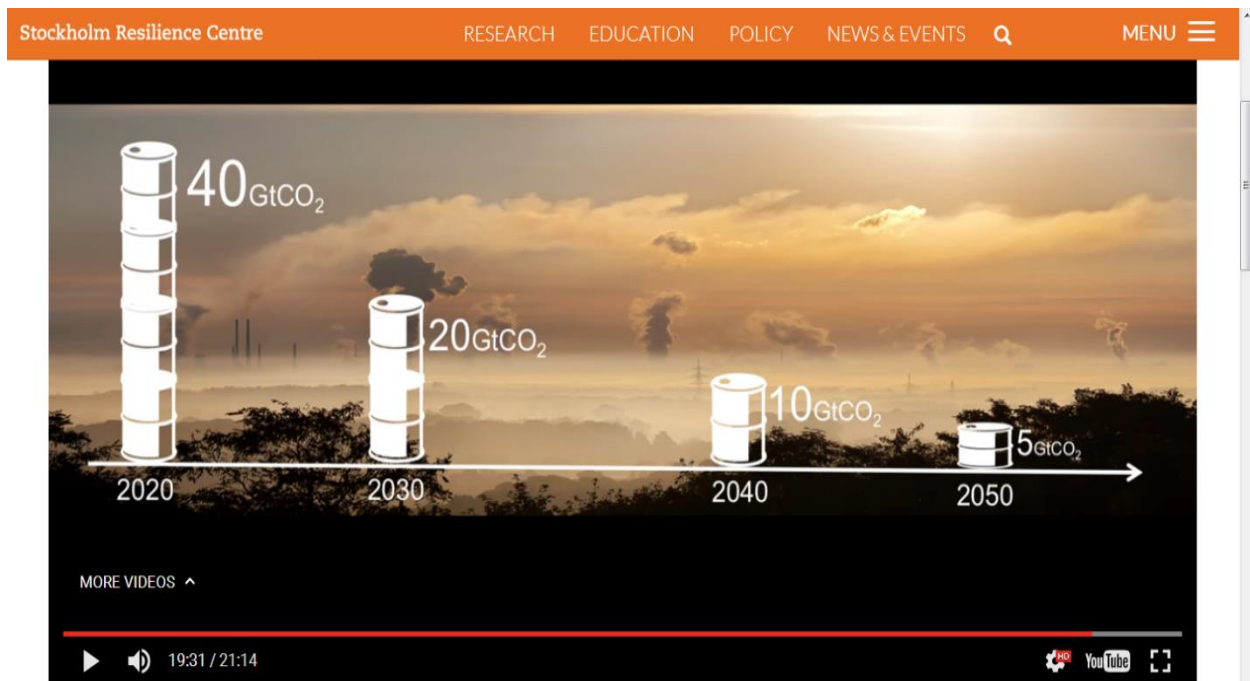 Stockholm Resilience Centre RESEARCH EDUCATION POLICY NEWS & EVENTS MENU
40GtCO₂
20GtCO₂
10GtCO₂
5GtCO₂
2020 2030 2040 2050
MORE VIDEOS
19:31 / 21:14 HD YouTube